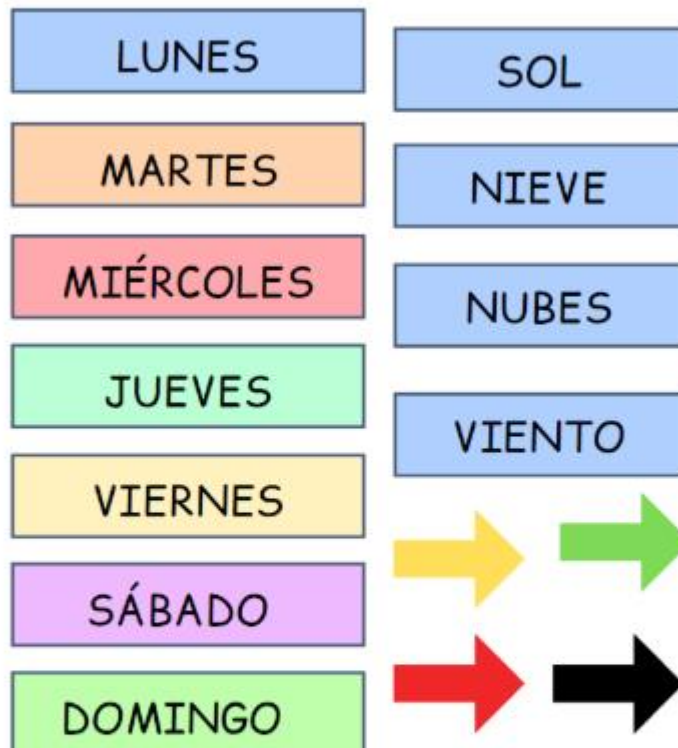 LUNES
MARTES
MIÉRCOLES
JUEVES
VIERNES
SÁBADO
DOMINGO
SOL
NIEVE
NUBES
VIENTO